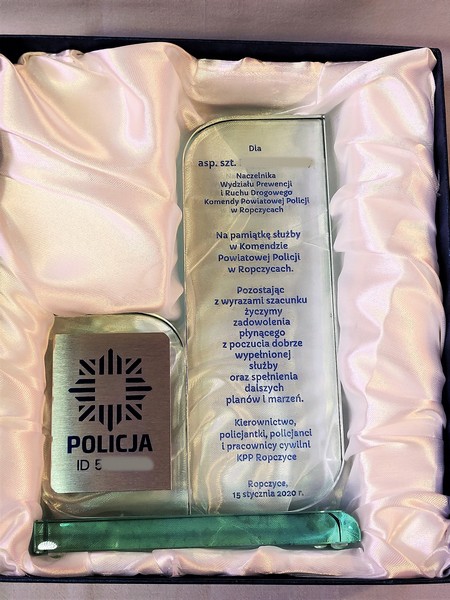 Dla
asp. szt.
Naczelnika
Wydziału Prewencji
i Ruchu Drogowego
Komendy Powiatowej Policji
w Ropczycach
Na pamiątkę służby
w Komendzie
Powiatowej Policji
w Ropczycach.
Pozostając
z wyrazami szacunku
życzymy
zadowolenia
płynącego
z poczucia dobrze
wypełnionej
służby
oraz spełnienia
dalszych
planów i marzeń.
Kierownictwo,
policjantki, policjanci
i pracownicy cywilni
KPP Ropczyce
Ropczyce,
15 stycznia 2020 r.
POLICJA
ID